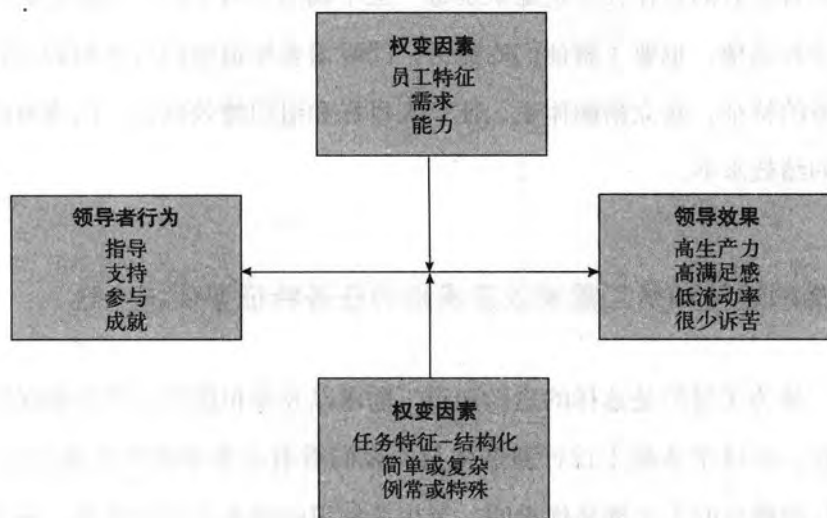 权变因素
员工特征
需求
能力
领导者行为
指导
支持
参与
成就
领导效果
高生产力
高满足感
低流动率
很少诉苦
权变因素
任务特征-结构化
简单或复杂
例常或特殊